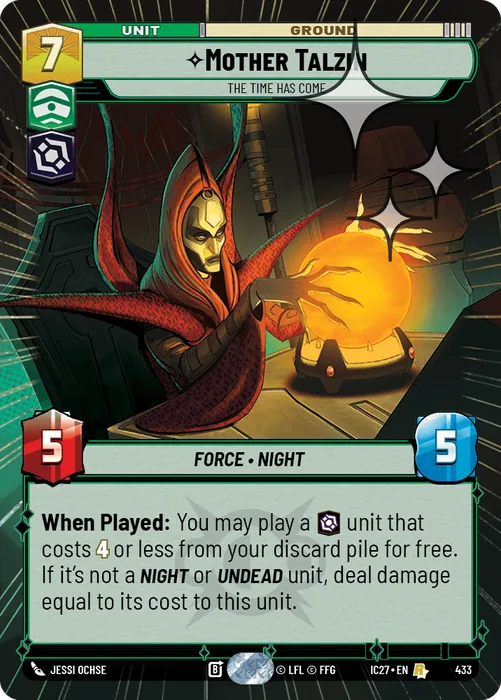 UNIT
GROUND
7
✧MOTHER TALZIN
THE TIME HAS COME
5
5
FORCE • NIGHT
When Played: You may play a unit that
costs 4 or less from your discard pile for free.
If it's not a NIGHT or UNDEAD unit, deal damage
equal to its cost to this unit.
JESSI OCHSE
B
© LFL © FFG
IC27 • EN
R
433